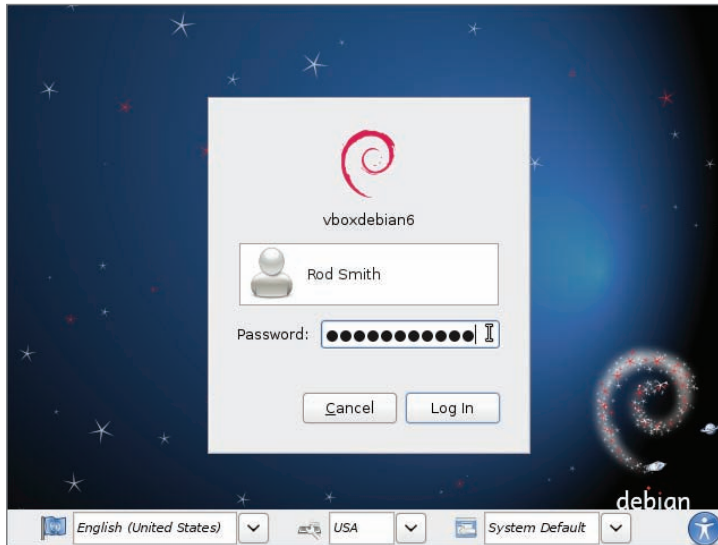 vboxdebian6
Rod Smith
Password: ●●●●●●●●●●●
Cancel
Log In
debian
English (United States)
USA
System Default